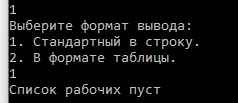 1
Выберите формат вывода:
1. Стандартный в строку.
2. В формате таблицы.
1
Список рабочих пуст